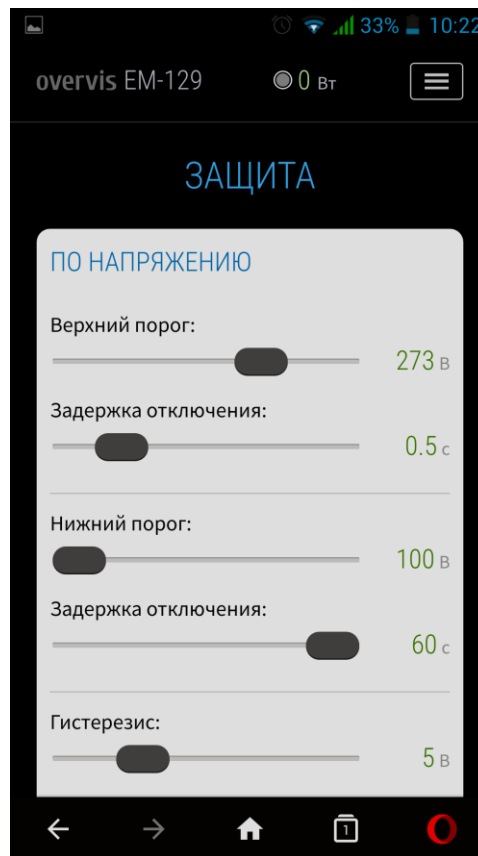 33% 10:22
overvis EM-129 0 Вт
ЗАЩИТА
ПО НАПРЯЖЕНИЮ
Верхний порог:
273 В
Задержка отключения:
0.5 с
Нижний порог:
100 В
Задержка отключения:
60 с
Гистерезис:
5 В
1